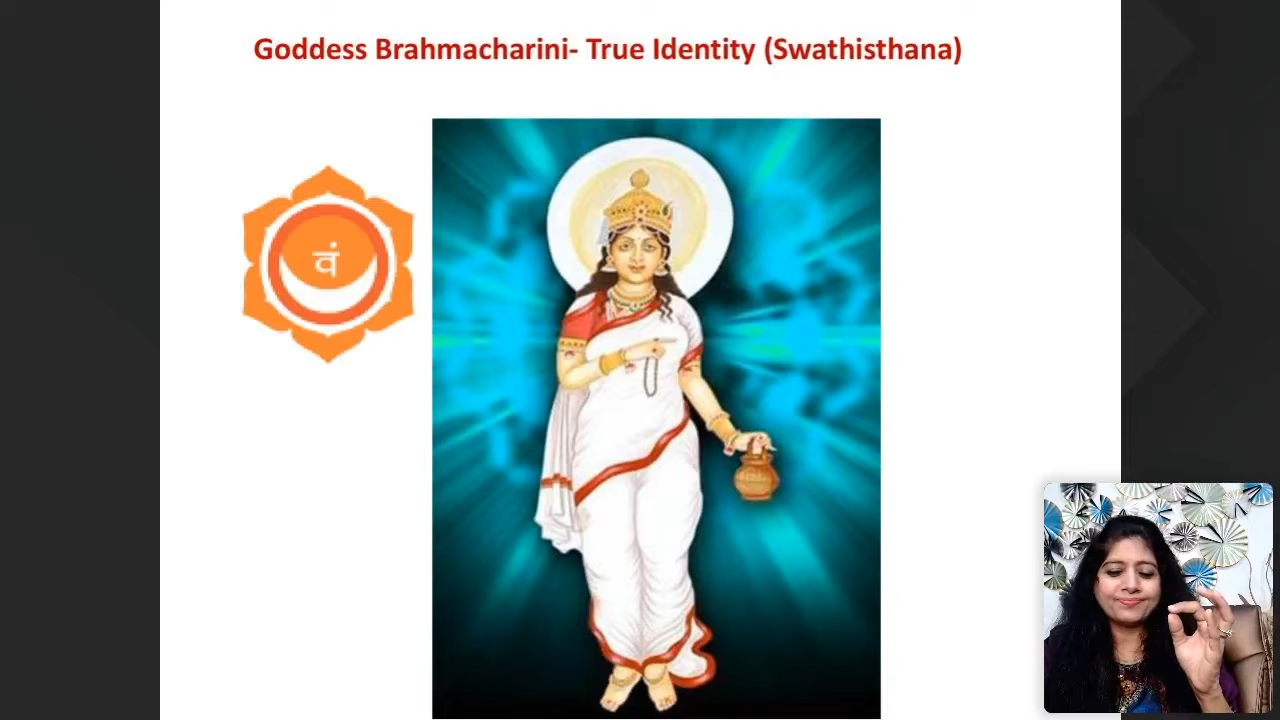 Goddess Brahmacharini- True Identity (Swathisthana)
वं